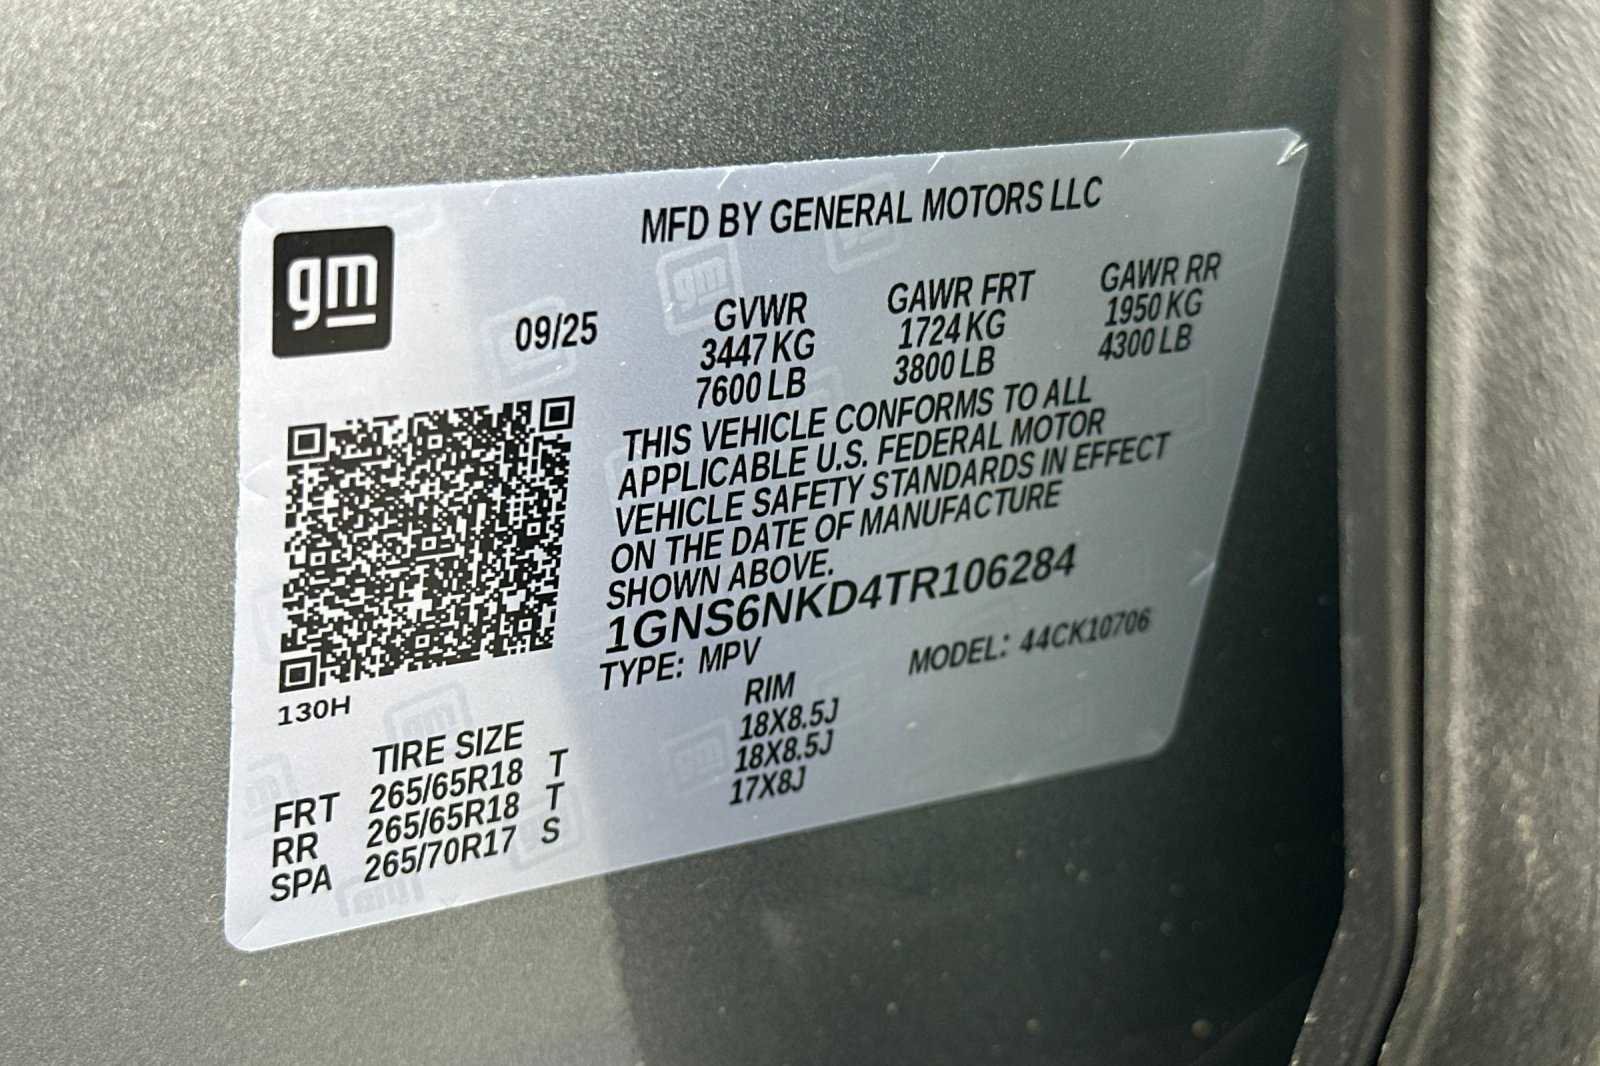 gm
MFD BY GENERAL MOTORS LLC
09/25
GVWR GAWR FRT GAWR RR
3447 KG 1724 KG 1950 KG
7600 LB 3800 LB 4300 LB
THIS VEHICLE CONFORMS TO ALL
APPLICABLE U.S. FEDERAL MOTOR
VEHICLE SAFETY STANDARDS IN EFFECT
ON THE DATE OF MANUFACTURE
SHOWN ABOVE.
1GNS6NKD4TR106284
TYPE: MPV MODEL: 44CK10706
130H
TIRE SIZE RIM
FRT 265/65R18 T 18X8.5J
RR 265/65R18 T 18X8.5J
SPA 265/70R17 S 17X8J